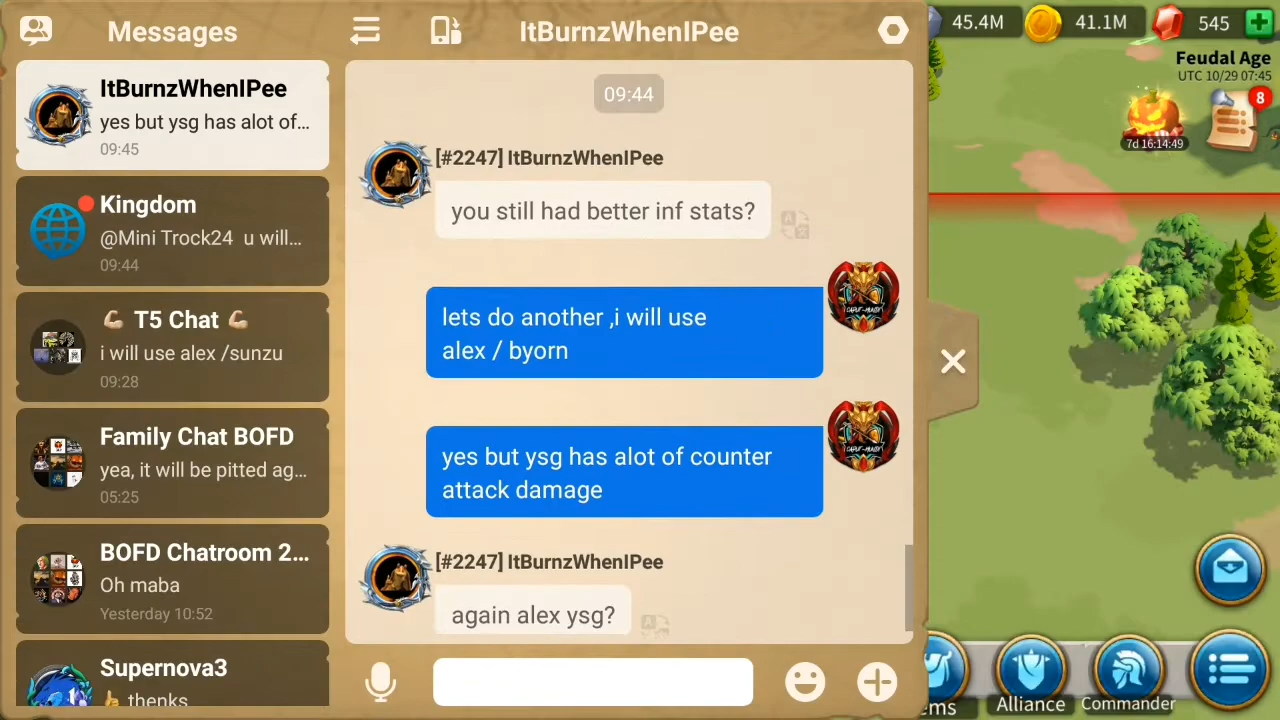 Messages
ItBurnzWhenIPee
yes but ysg has alot of...
09:45
Kingdom
@Mini Trock24 u will...
09:44
💪🏼 T5 Chat 💪🏼
i will use alex /sunzu
09:28
Family Chat BOFD
yea, it will be pitted ag...
05:25
BOFD Chatroom 2...
Oh maba
Yesterday 10:52
Supernova3
👍🏼 thenks
ItBurnzWhenIPee
09:44
[#2247] ItBurnzWhenIPee
you still had better inf stats?
lets do another ,i will use
alex / byorn
yes but ysg has alot of counter
attack damage
[#2247] ItBurnzWhenIPee
again alex ysg?
45.4M
41.1M
545
Feudal Age
UTC 10/29 07:45
8
7d 16:14:49
ems
Alliance
Commander